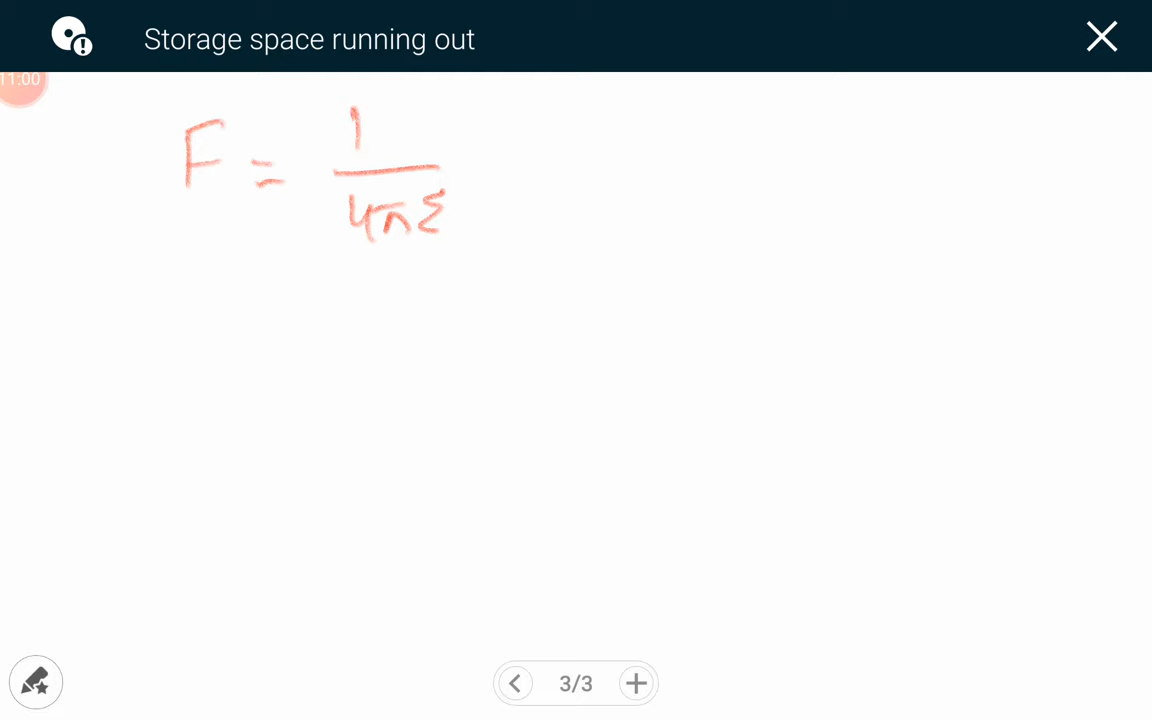 Storage space running out
11:00
F = 1/4πε
3/3